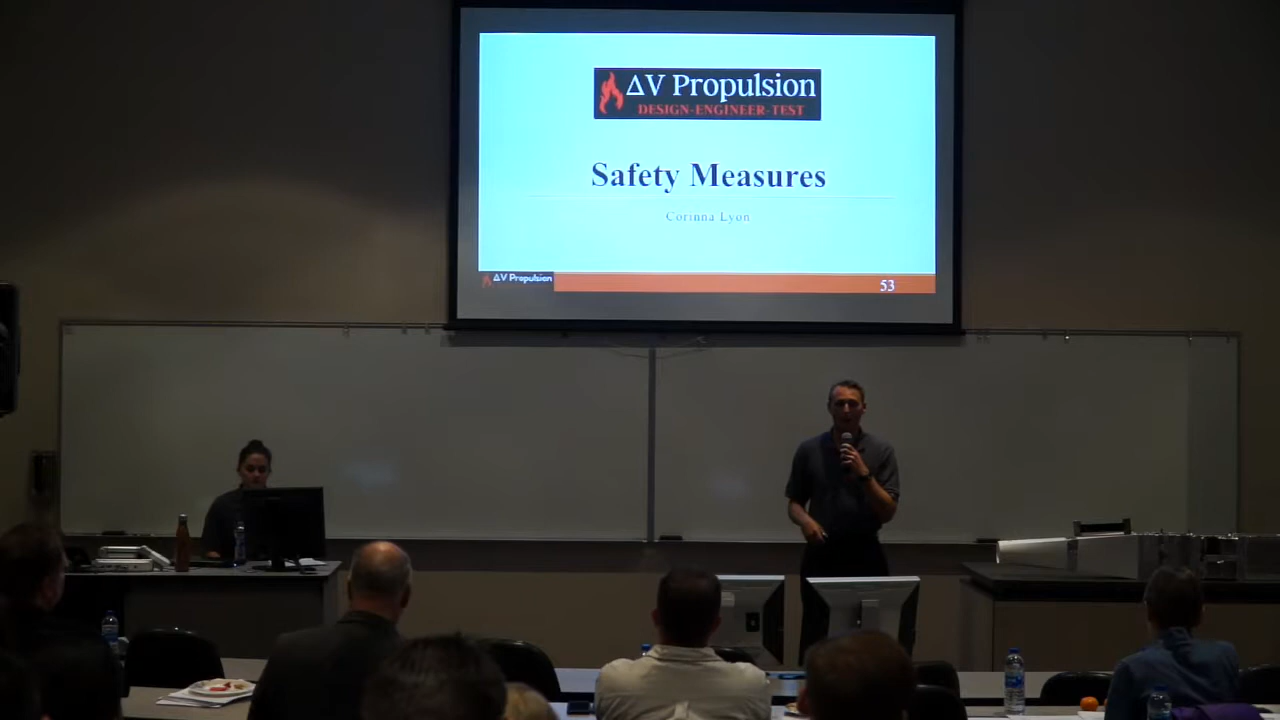 ΔV Propulsion
DESIGN-ENGINEER-TEST
Safety Measures
Corinna Lyon
ΔV Propulsion
53